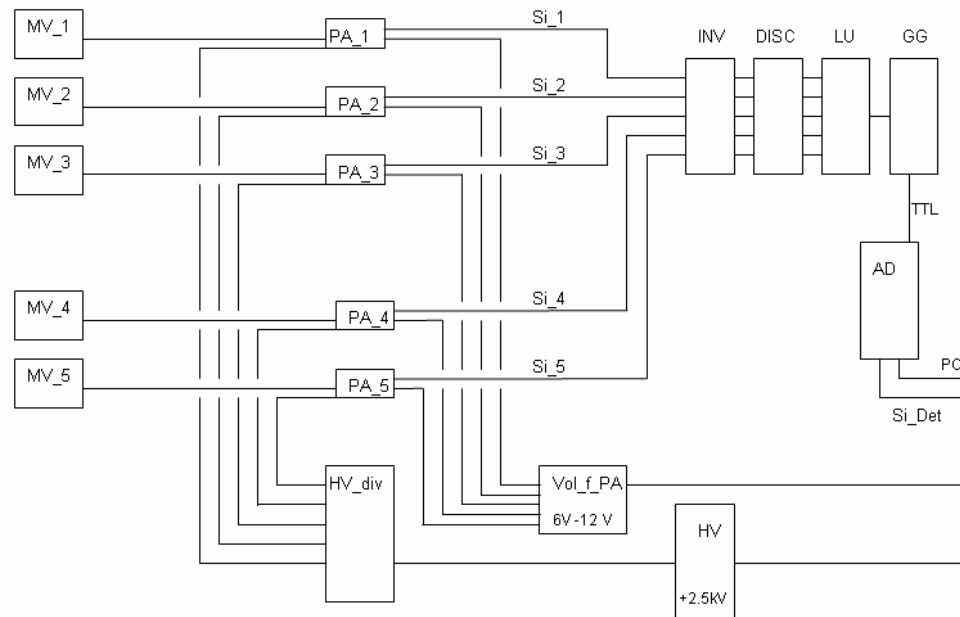 MV_1
PA_1
Si_1
INV
DISC
LU
GG
MV_2
PA_2
Si_2
MV_3
PA_3
Si_3
TTL
AD
MV_4
PA_4
Si_4
MV_5
PA_5
Si_5
PC
Si_Det
HV_div
Vol_f_PA
6V-12 V
HV
+2.5kV